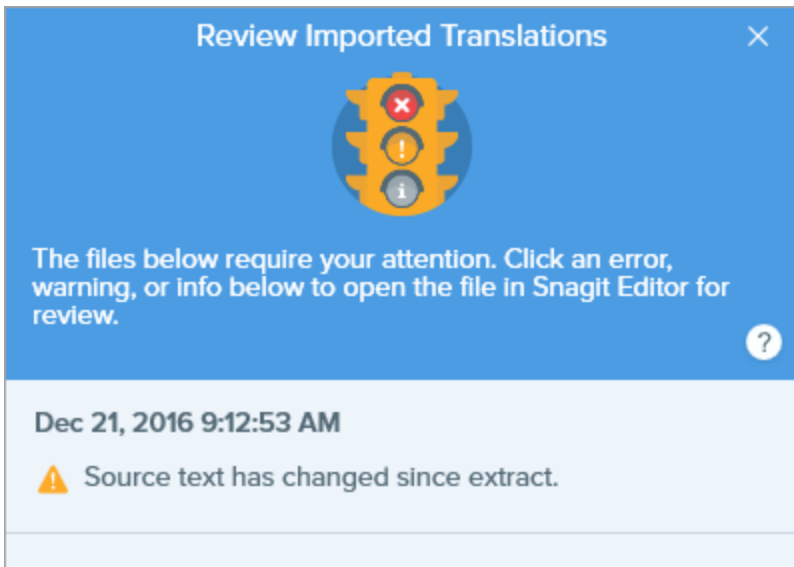 Review Imported Translations
The files below require your attention. Click an error,
warning, or info below to open the file in Snagit Editor for
review.
?
Dec 21, 2016 9:12:53 AM
Source text has changed since extract.